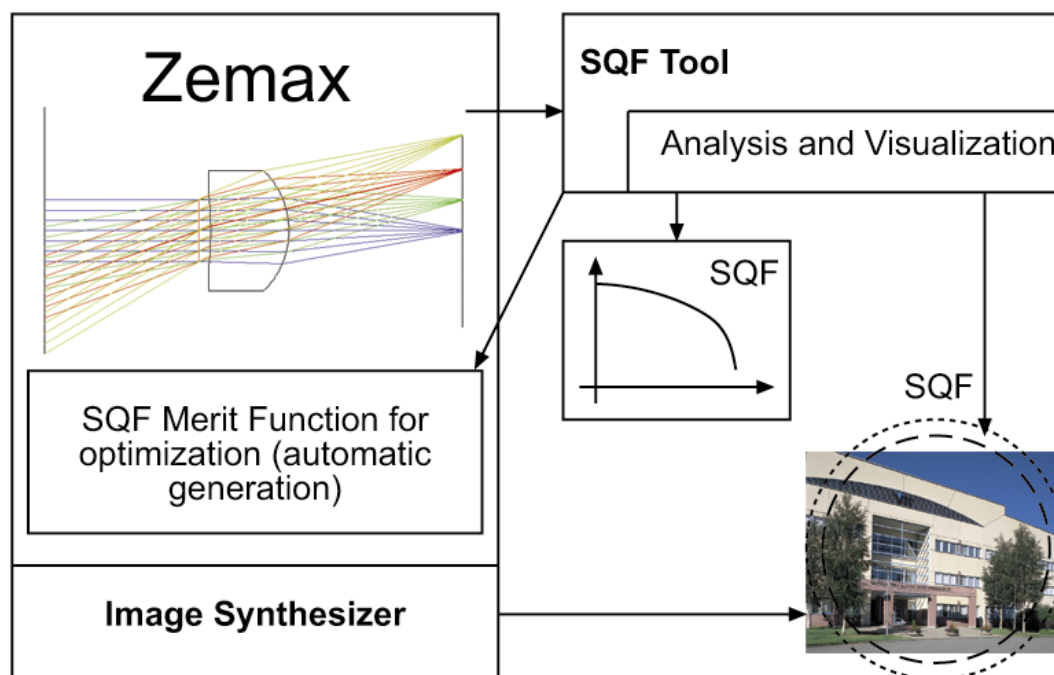 Zemax
SQF Merit Function for
optimization (automatic
generation)
Image Synthesizer
SQF Tool
Analysis and Visualization
SQF
SQF